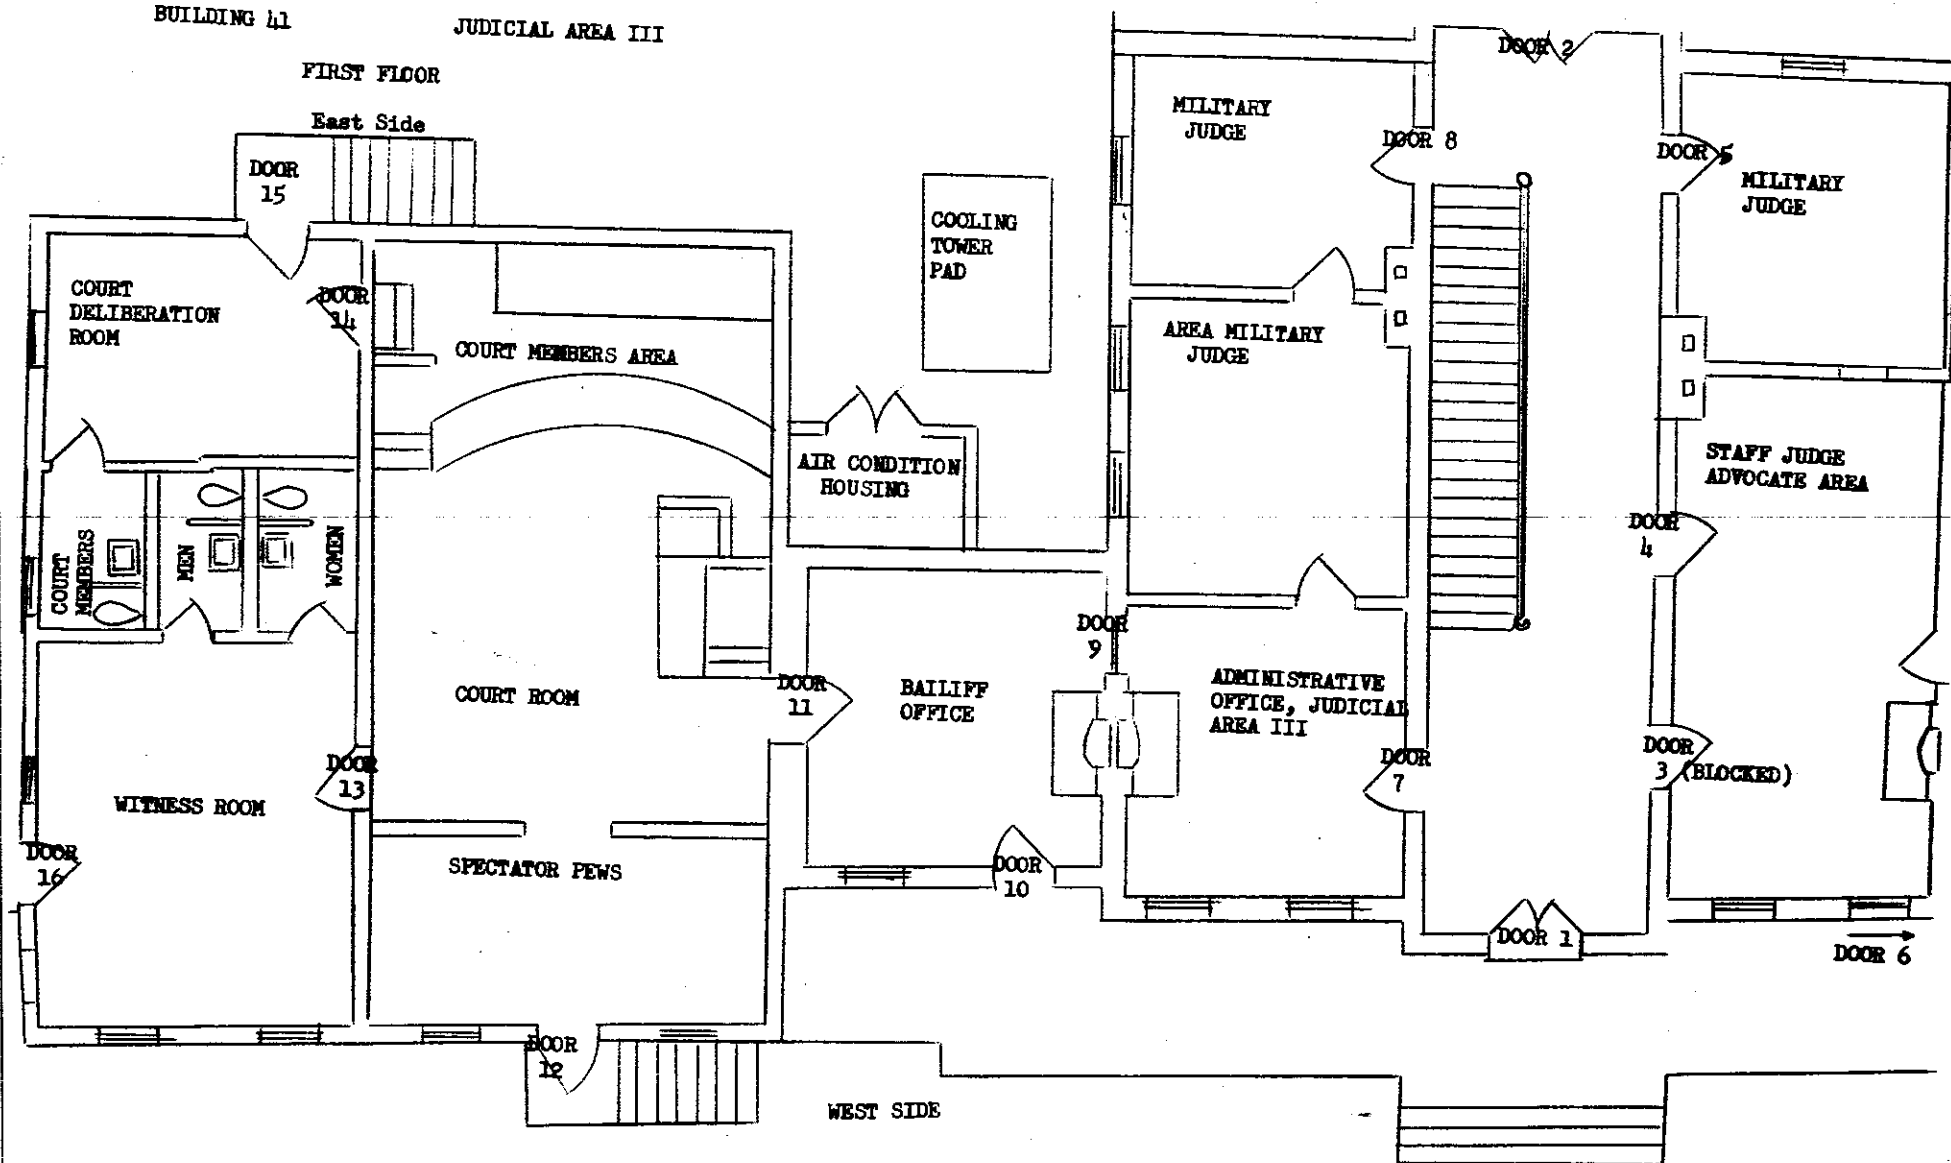 BUILDING 41
JUDICIAL AREA III
FIRST FLOOR
East Side
DOOR
15
COURT
DELIBERATION
ROOM
DOOR
14
COURT MEMBERS AREA
COOLING
TOWER
PAD
AIR CONDITION
HOUSING
MILITARY
JUDGE
DOOR 8
DOOR 2
DOOR 5
MILITARY
JUDGE
AREA MILITARY
JUDGE
STAFF JUDGE
ADVOCATE AREA
DOOR
4
COURT
MEMBERS
MEN
WOMEN
DOOR
9
COURT ROOM
DOOR
11
BAILIFF
OFFICE
ADMINISTRATIVE
OFFICE, JUDICIAL
AREA III
DOOR
7
DOOR
3 (BLOCKED)
WITNESS ROOM
DOOR
13
DOOR
16
SPECTATOR PEWS
DOOR
10
DOOR 1
DOOR 6
DOOR
12
WEST SIDE